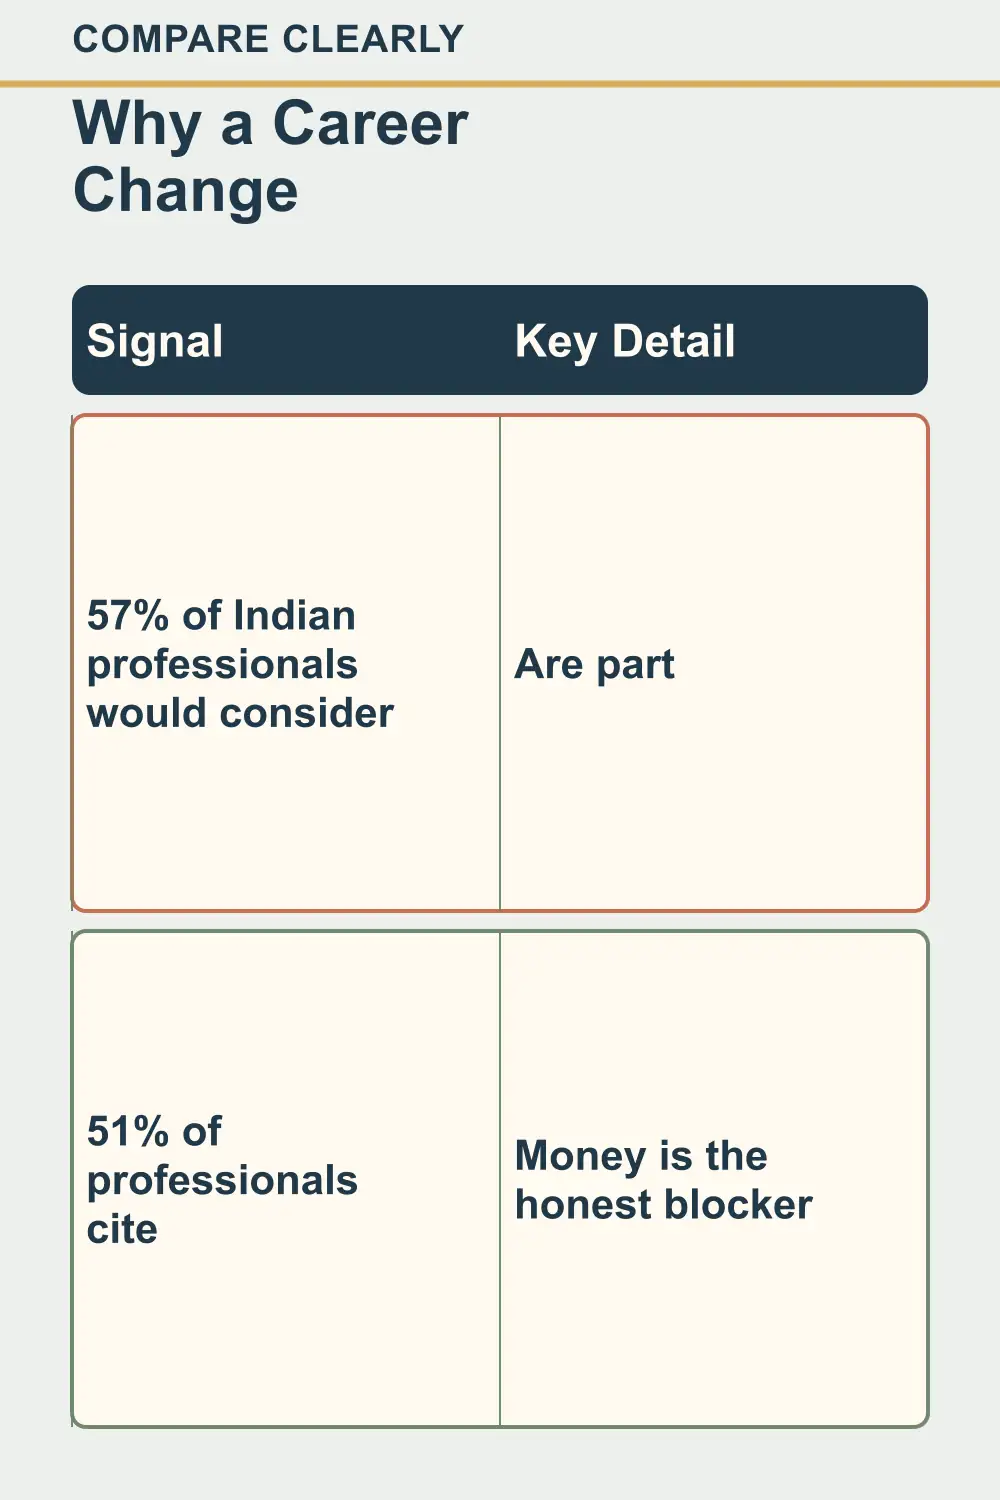 COMPARE CLEARLY
Why a Career
Change
Signal
Key Detail
57% of Indian
professionals
would consider
Are part
51% of
professionals
cite
Money is the
honest blocker